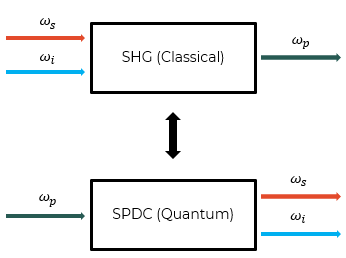 ωs
ωi
SHG (Classical)
ωp
ωp
SPDC (Quantum)
ωs
ωi